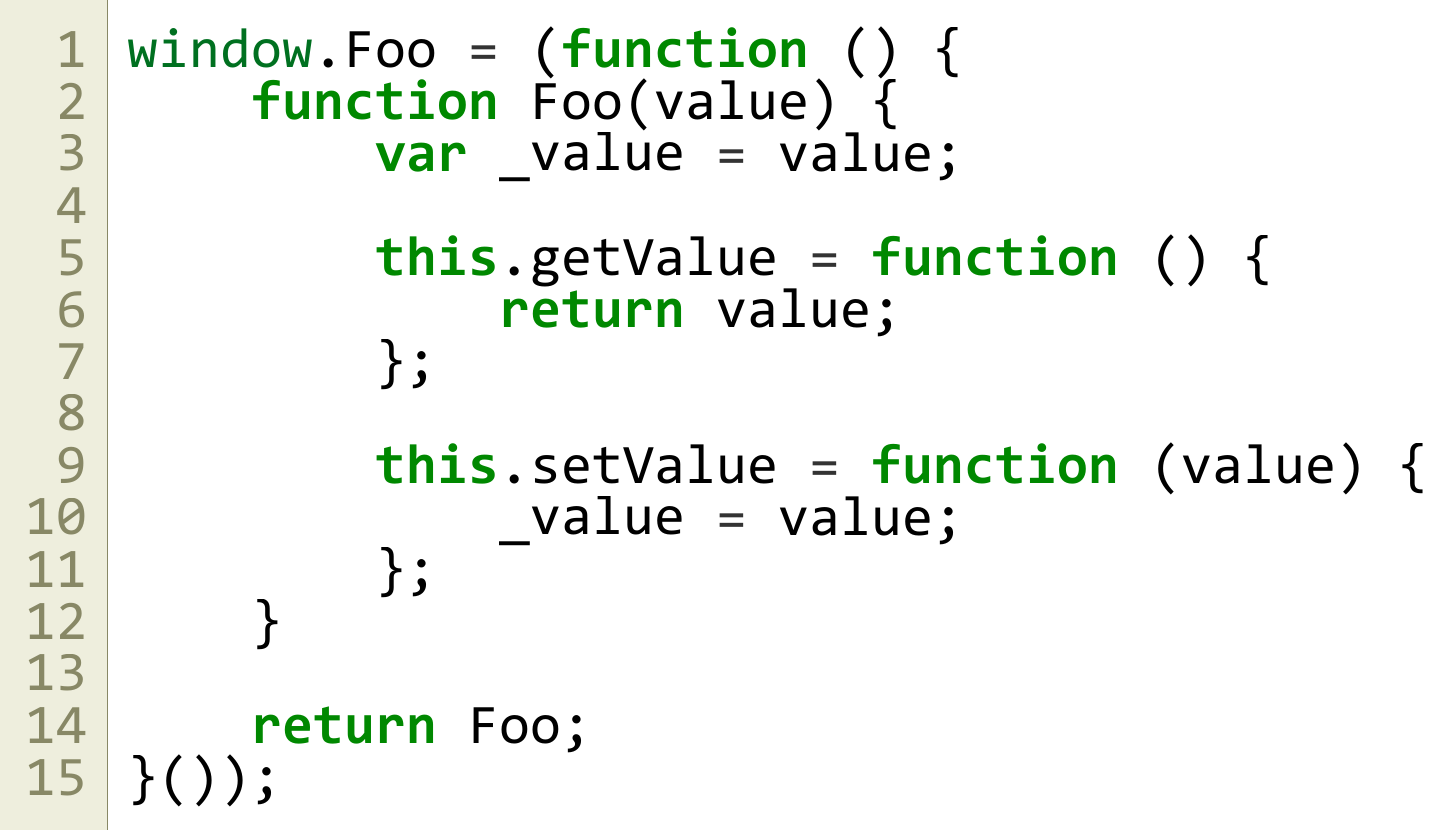 1 window.Foo = (function () {
2     function Foo(value) {
3         var _value = value;
4
5         this.getValue = function () {
6             return value;
7         };
8
9         this.setValue = function (value) {
10             _value = value;
11         };
12     }
13
14     return Foo;
15 }());